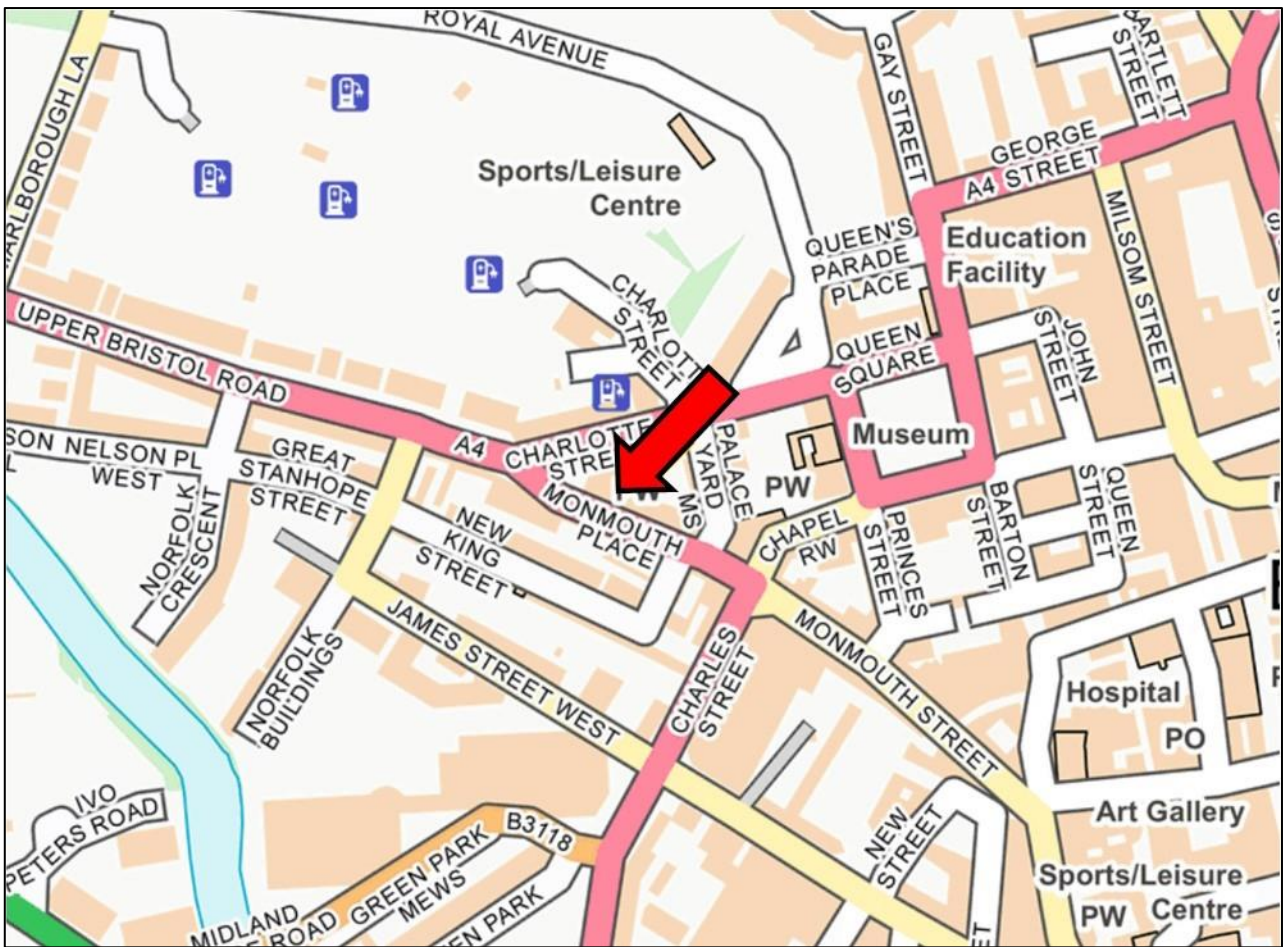 ROYAL AVENUE
GAY STREET
BARTLETT
STREET
MARLBOROUGH LA
GEORGE
A4 STREET
Sports/Leisure
Centre
MILSOM STREET
QUEEN'S
PARADE
PLACE
Education
Facility
CHARLOTTE
STREET
JOHN
STREET
UPPER BRISTOL ROAD
QUEEN
SQUARE
Museum
A4
CHARLOTTE
STREET
PW
PALACE
YARD
MS
PW
NELSON PL
WEST
GREAT
STANHOPE
STREET
NORFOLK
CRESCENT
MONMOUTH
PLACE
NEW
KING
STREET
CHAPEL
RW
PRINCES
STREET
BARTON
STREET
QUEEN
STREET
JAMES STREET WEST
NORFOLK
BUILDINGS
CHARLES
STREET
MONMOUTH STREET
Hospital
PO
Art Gallery
IVO
PETERS ROAD
B3118
GREEN PARK
MEWS
NEW
STREET
MIDLAND
ROAD
EN PARK
Sports/Leisure
Centre
PW
ET